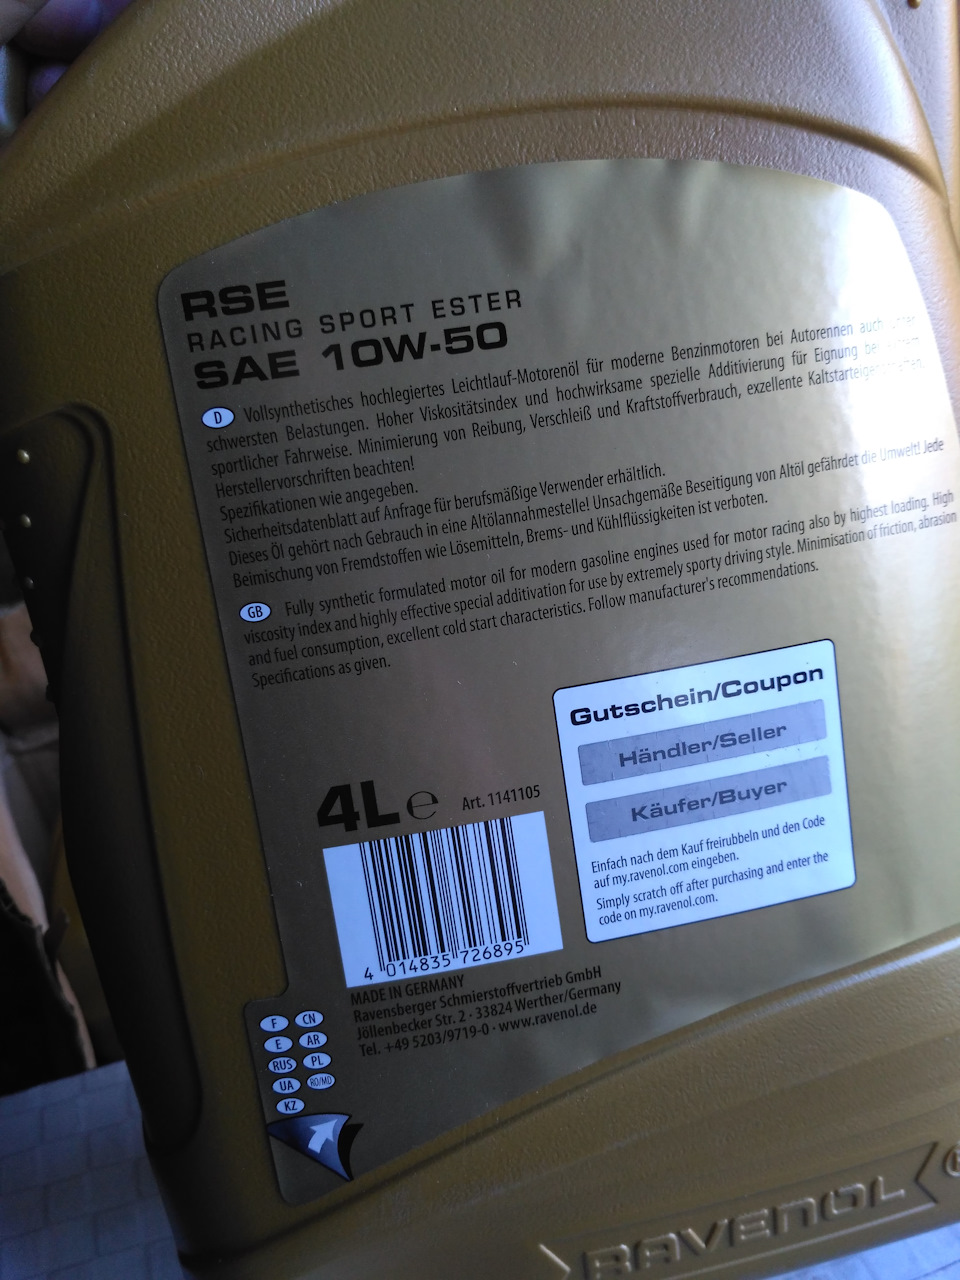 RSE
RACING SPORT ESTER
SAE 10W-50
D Vollsynthetisches hochlegiertes Leichtlauf-Motorenöl für moderne Benzinmotoren bei Autorennen auch unter
schwersten Belastungen. Hoher Viskositätsindex und hochwirksame spezielle Additivierung für Eignung bei extrem
sportlicher Fahrweise. Minimierung von Reibung, Verschleiß und Kraftstoffverbrauch, exzellente Kaltstarteigenschaften.
Herstellervorschriften beachten!
Spezifikationen wie angegeben.
Sicherheitsdatenblatt auf Anfrage für berufsmäßige Verwender erhältlich.
Dieses Öl gehört nach Gebrauch in eine Altölannahmestelle! Unsachgemäße Beseitigung von Altöl gefährdet die Umwelt! Jede
Beimischung von Fremdstoffen wie Lösemitteln, Brems- und Kühlflüssigkeiten ist verboten.
GB Fully synthetic formulated motor oil for modern gasoline engines used for motor racing also by highest loading. High
viscosity index and highly effective special additivation for use by extremely sporty driving style. Minimisation of friction, abrasion
and fuel consumption, excellent cold start characteristics. Follow manufacturer's recommendations.
Specifications as given.
Gutschein/Coupon
Händler/Seller
Käufer/Buyer
Einfach nach dem Kauf freirubbeln und den Code
auf my.ravenol.com eingeben.
Simply scratch off after purchasing and enter the
code on my.ravenol.com.
4L e Art. 1141105
4 014835 726895
MADE IN GERMANY
Ravensberger Schmierstoffvertrieb GmbH
Jöllenbecker Str. 2 · 33824 Werther/Germany
Tel. +49 5203/9719-0 · www.ravenol.de
F CN
E AR
RUS PL
UA RO/MD
KZ
RAVENOL